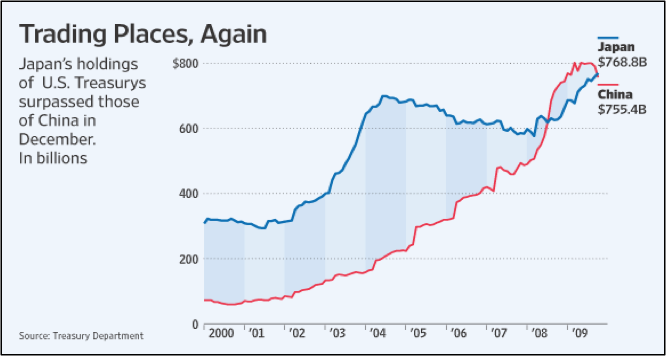 Trading Places, Again
Japan's holdings
of U.S. Treasurys
surpassed those
of China in
December.
In billions
$800
600
400
200
0
Japan
$768.8B
China
$755.4B
2000 '01 '02 '03 '04 '05 '06 '07 '08 '09
Source: Treasury Department